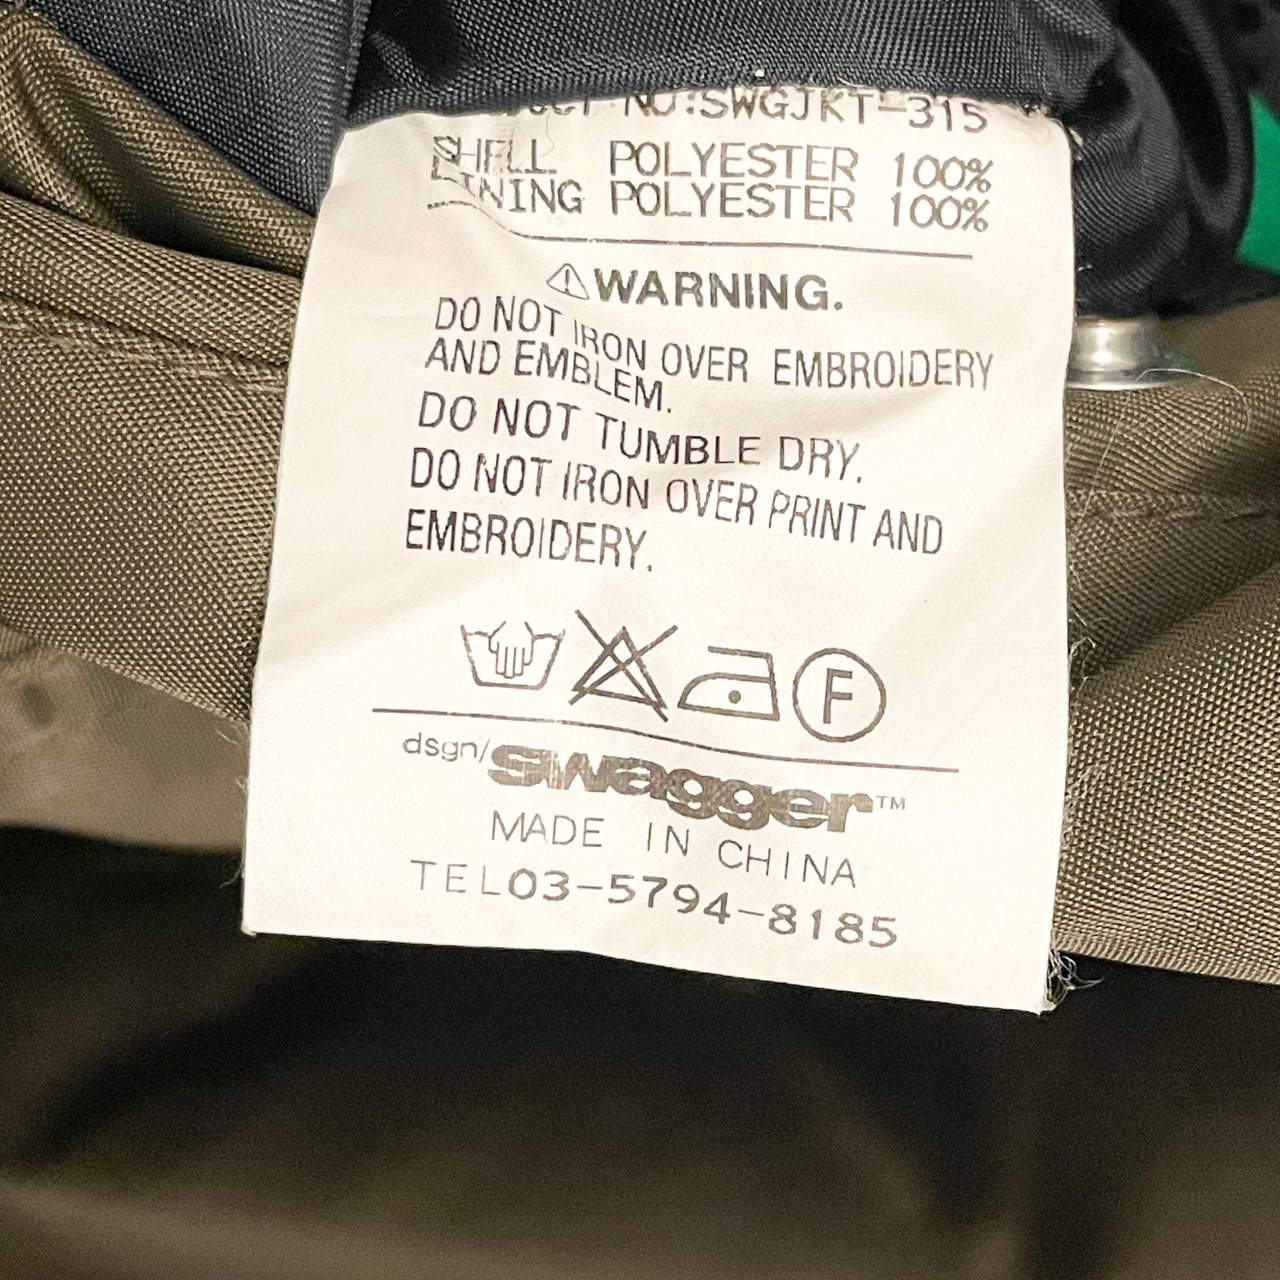 NO:SWGJKT-315
SHELL POLYESTER 100%
LINING POLYESTER 100%
WARNING.
DO NOT IRON OVER EMBROIDERY
AND EMBLEM.
DO NOT TUMBLE DRY.
DO NOT IRON OVER PRINT AND
EMBROIDERY.
F
dsgn/swagger™
MADE IN CHINA
TEL03-5794-8185